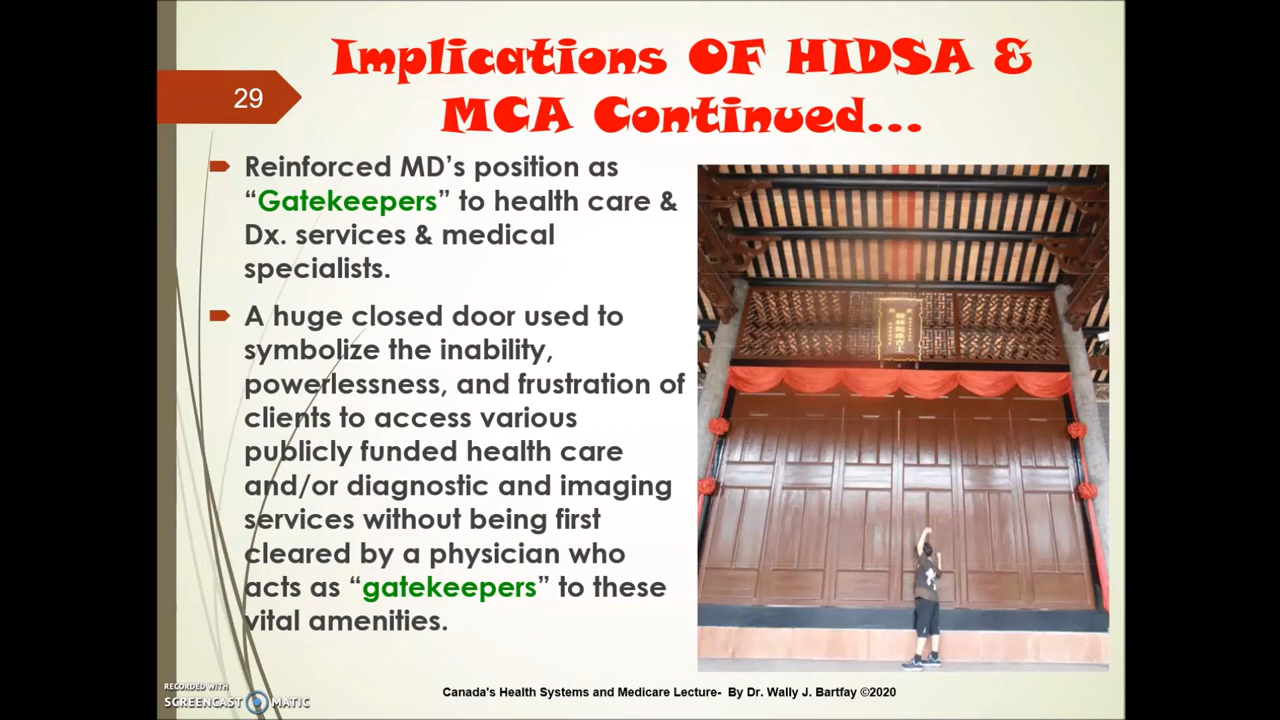 Implications OF HIDSA &
MCA Continued...
29
Reinforced MD's position as
“Gatekeepers” to health care &
Dx. services & medical
specialists.
A huge closed door used to
symbolize the inability,
powerlessness, and frustration of
clients to access various
publicly funded health care
and/or diagnostic and imaging
services without being first
cleared by a physician who
acts as “gatekeepers” to these
vital amenities.
RECORDED WITH
SCREENCAST MATIC
Canada's Health Systems and Medicare Lecture- By Dr. Wally J. Bartfay ©2020